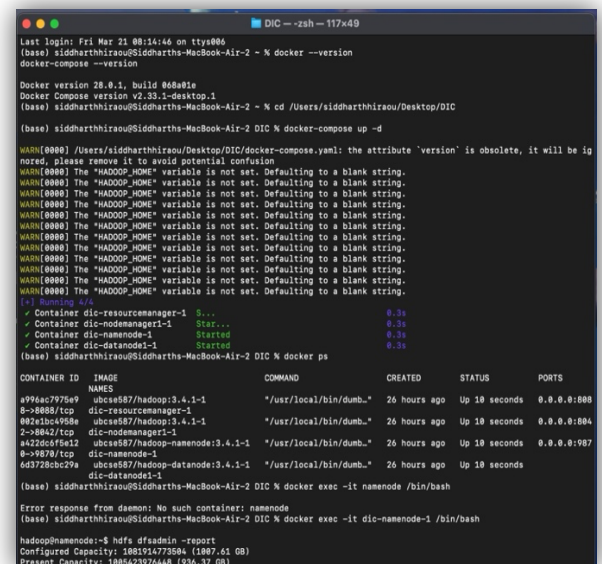 DIC — -zsh — 117×49
Last login: Fri Mar 21 08:14:46 on ttys006
(base) siddharthhiraou@Siddharths-MacBook-Air-2 ~ % docker --version
docker-compose --version
Docker version 28.0.1, build 068a01e
Docker Compose version v2.33.1-desktop.1
(base) siddharthhiraou@Siddharths-MacBook-Air-2 ~ % cd /Users/siddharthhiraou/Desktop/DIC
(base) siddharthhiraou@Siddharths-MacBook-Air-2 DIC % docker-compose up -d
WARN[0000] /Users/siddharthhiraou/Desktop/DIC/docker-compose.yaml: the attribute `version` is obsolete, it will be ig
nored, please remove it to avoid potential confusion
WARN[0000] The "HADOOP_HOME" variable is not set. Defaulting to a blank string.
WARN[0000] The "HADOOP_HOME" variable is not set. Defaulting to a blank string.
WARN[0000] The "HADOOP_HOME" variable is not set. Defaulting to a blank string.
WARN[0000] The "HADOOP_HOME" variable is not set. Defaulting to a blank string.
WARN[0000] The "HADOOP_HOME" variable is not set. Defaulting to a blank string.
WARN[0000] The "HADOOP_HOME" variable is not set. Defaulting to a blank string.
WARN[0000] The "HADOOP_HOME" variable is not set. Defaulting to a blank string.
WARN[0000] The "HADOOP_HOME" variable is not set. Defaulting to a blank string.
WARN[0000] The "HADOOP_HOME" variable is not set. Defaulting to a blank string.
WARN[0000] The "HADOOP_HOME" variable is not set. Defaulting to a blank string.
WARN[0000] The "HADOOP_HOME" variable is not set. Defaulting to a blank string.
WARN[0000] The "HADOOP_HOME" variable is not set. Defaulting to a blank string.
[+] Running 4/4
✔ Container dic-resourcemanager-1 S... 0.3s
✔ Container dic-nodemanager1-1 Star... 0.3s
✔ Container dic-namenode-1 Started 0.3s
✔ Container dic-datanode1-1 Started 0.3s
(base) siddharthhiraou@Siddharths-MacBook-Air-2 DIC % docker ps
CONTAINER ID IMAGE COMMAND CREATED STATUS PORTS
NAMES
a996ac7975e9 ubcse587/hadoop:3.4.1-1 "/usr/local/bin/dumb…" 26 hours ago Up 10 seconds 0.0.0.0:808
8->8088/tcp dic-resourcemanager-1
002e1bc4958e ubcse587/hadoop:3.4.1-1 "/usr/local/bin/dumb…" 26 hours ago Up 10 seconds 0.0.0.0:804
2->8042/tcp dic-nodemanager1-1
a422dc6f5e12 ubcse587/hadoop-namenode:3.4.1-1 "/usr/local/bin/dumb…" 26 hours ago Up 10 seconds 0.0.0.0:987
0->9870/tcp dic-namenode-1
6d3728cbc29a ubcse587/hadoop-datanode:3.4.1-1 "/usr/local/bin/dumb…" 26 hours ago Up 10 seconds
dic-datanode1-1
(base) siddharthhiraou@Siddharths-MacBook-Air-2 DIC % docker exec -it namenode /bin/bash
Error response from daemon: No such container: namenode
(base) siddharthhiraou@Siddharths-MacBook-Air-2 DIC % docker exec -it dic-namenode-1 /bin/bash
hadoop@namenode:~$ hdfs dfsadmin -report
Configured Capacity: 1081914773504 (1007.61 GB)
Present Capacity: 1005423976448 (936.37 GB)